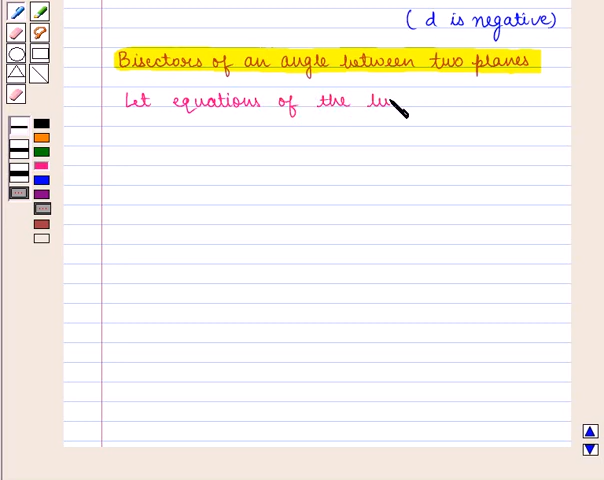 ( d is negative)
Bisectors of an angle between two planes
Let equations of the